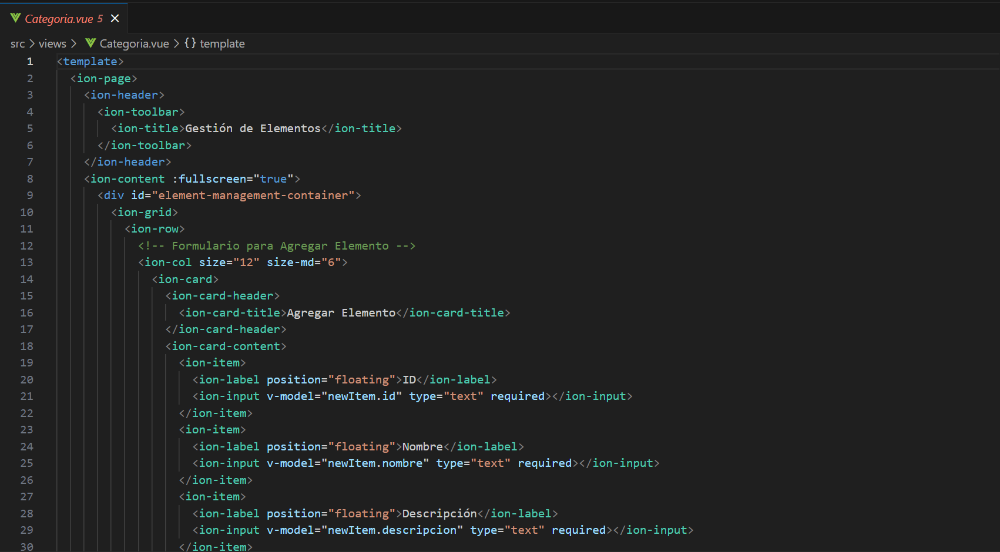 Categoria.vue 5
src > views > Categoria.vue > {} template
1 <template>
2 <ion-page>
3 <ion-header>
4 <ion-toolbar>
5 <ion-title>Gestión de Elementos</ion-title>
6 </ion-toolbar>
7 </ion-header>
8 <ion-content :fullscreen="true">
9 <div id="element-management-container">
10 <ion-grid>
11 <ion-row>
12 <!-- Formulario para Agregar Elemento -->
13 <ion-col size="12" size-md="6">
14 <ion-card>
15 <ion-card-header>
16 <ion-card-title>Agregar Elemento</ion-card-title>
17 </ion-card-header>
18 <ion-card-content>
19 <ion-item>
20 <ion-label position="floating">ID</ion-label>
21 <ion-input v-model="newItem.id" type="text" required></ion-input>
22 </ion-item>
23 <ion-item>
24 <ion-label position="floating">Nombre</ion-label>
25 <ion-input v-model="newItem.nombre" type="text" required></ion-input>
26 </ion-item>
27 <ion-item>
28 <ion-label position="floating">Descripción</ion-label>
29 <ion-input v-model="newItem.descripcion" type="text" required></ion-input>
30 </ion-item>